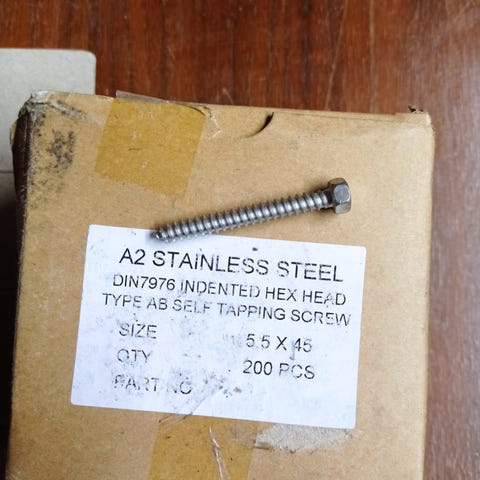 A2 STAINLESS STEEL
DIN7976 INDENTED HEX HEAD
TYPE AB SELF TAPPING SCREW
SIZE 5.5 X 45
QTY 200 PCS
PART NO